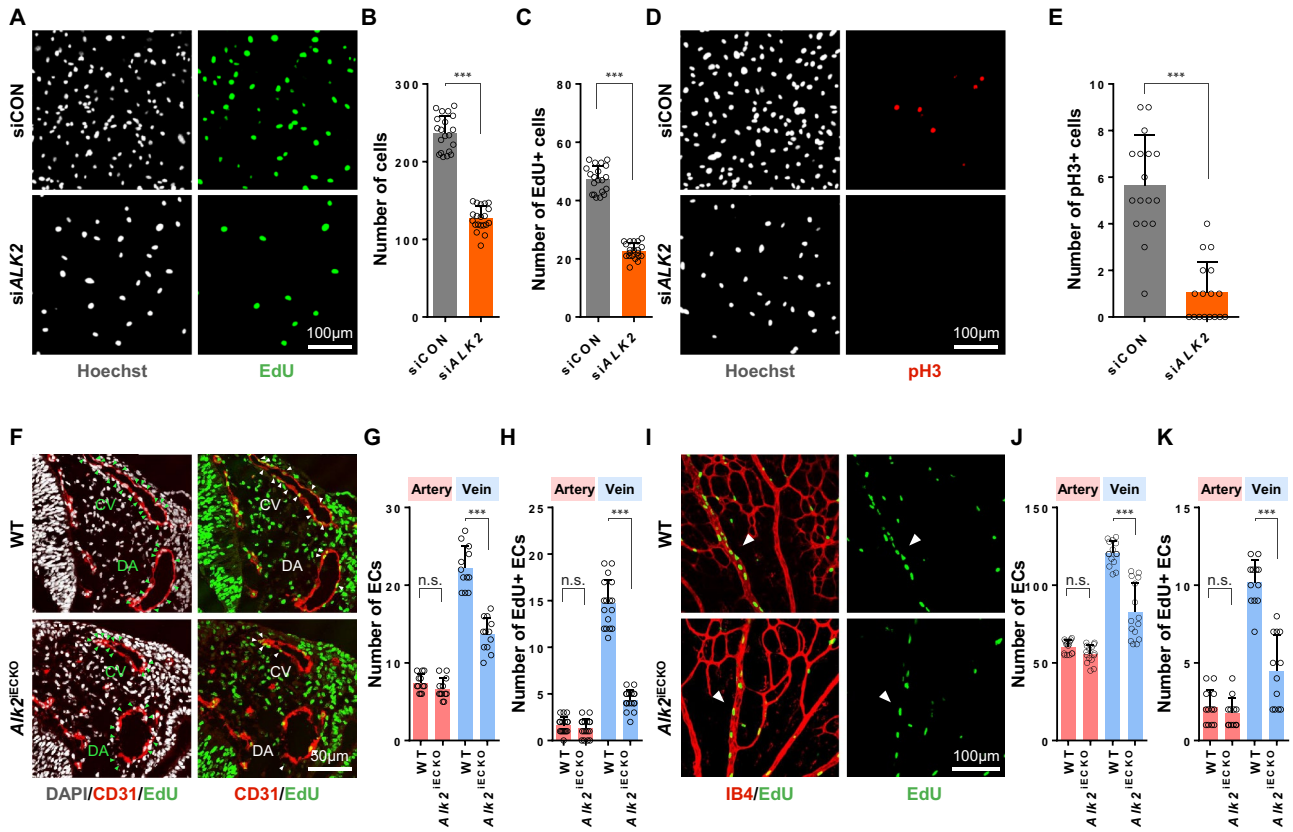 A
B
C
D
E
siCON
siALK2
Hoechst
EdU
100µm
Number of cells
300
200
100
0
***
siCON
siALK2
Number of EdU+ cells
80
60
40
20
0
***
siCON
siALK2
siCON
siALK2
Hoechst
pH3
100µm
Number of pH3+ cells
10
8
6
4
2
0
***
siCON
siALK2
F
G
H
I
J
K
WT
Alk2iECKO
CV
DA
CV
DA
CV
DA
CV
DA
50µm
DAPI/CD31/EdU
CD31/EdU
Artery
Vein
Number of ECs
30
20
10
0
n.s.
***
WT
Alk2iECKO
WT
Alk2iECKO
Artery
Vein
Number of EdU+ ECs
25
20
15
10
5
0
n.s.
***
WT
Alk2iECKO
WT
Alk2iECKO
WT
Alk2iECKO
IB4/EdU
EdU
100µm
Artery
Vein
Number of ECs
150
100
50
0
n.s.
***
WT
Alk2iECKO
WT
Alk2iECKO
Artery
Vein
Number of EdU+ ECs
15
10
5
0
n.s.
***
WT
Alk2iECKO
WT
Alk2iECKO